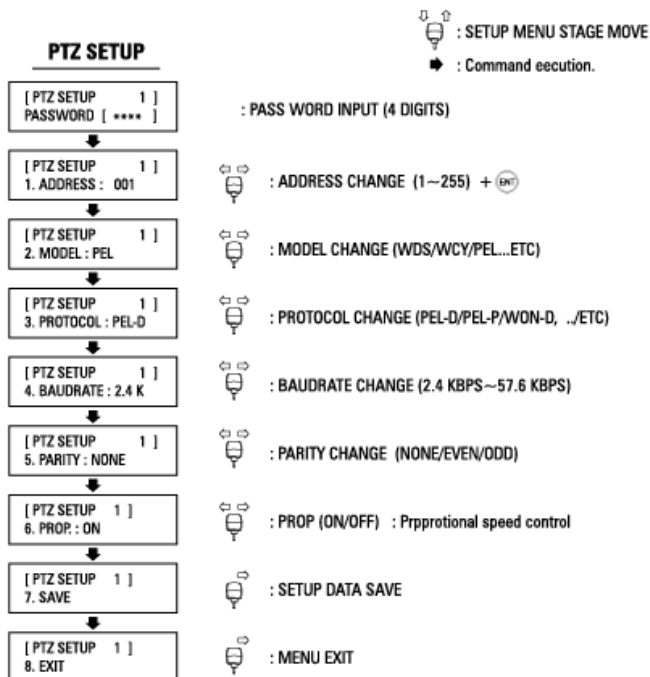 : SETUP MENU STAGE MOVE
PTZ SETUP
: Command eecution.
[ PTZ SETUP 1 ]
PASSWORD [ **** ]
: PASS WORD INPUT (4 DIGITS)
[ PTZ SETUP 1 ]
1. ADDRESS : 001
: ADDRESS CHANGE (1~255) + ENT
[ PTZ SETUP 1 ]
2. MODEL : PEL
: MODEL CHANGE (WDS/WCY/PEL...ETC)
[ PTZ SETUP 1 ]
3. PROTOCOL : PEL-D
: PROTOCOL CHANGE (PEL-D/PEL-P/WON-D, ../ETC)
[ PTZ SETUP 1 ]
4. BAUDRATE : 2.4 K
: BAUDRATE CHANGE (2.4 KBPS~57.6 KBPS)
[ PTZ SETUP 1 ]
5. PARITY : NONE
: PARITY CHANGE (NONE/EVEN/ODD)
[ PTZ SETUP 1 ]
6. PROP. : ON
: PROP (ON/OFF) : Prpprotional speed control
[ PTZ SETUP 1 ]
7. SAVE
: SETUP DATA SAVE
[ PTZ SETUP 1 ]
8. EXIT
: MENU EXIT